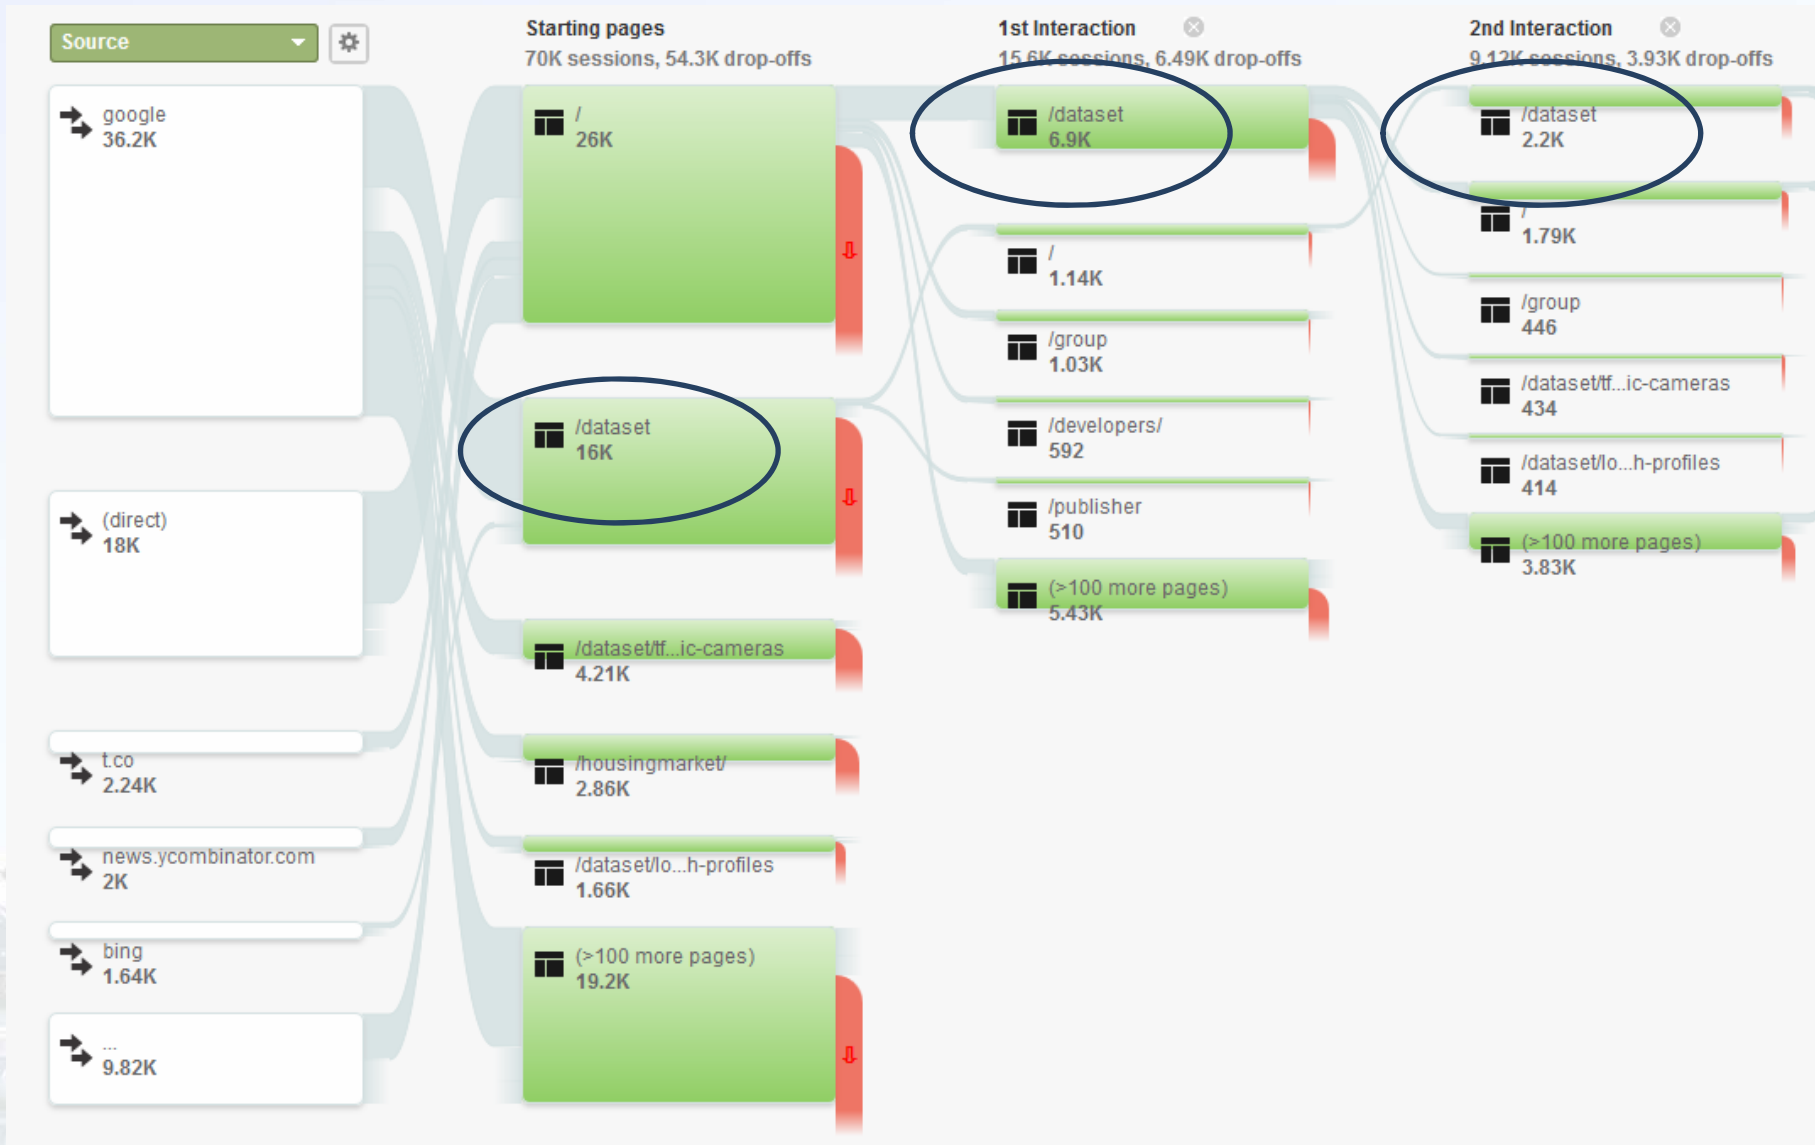 Source
google
36.2K
(direct)
18K
t.co
2.24K
news.ycombinator.com
2K
bing
1.64K
...
9.82K
Starting pages
70K sessions, 54.3K drop-offs
/
26K
/dataset
16K
/dataset/tf...ic-cameras
4.21K
/housingmarket/
2.86K
/dataset/lo...h-profiles
1.66K
(>100 more pages)
19.2K
1st Interaction
15.6K sessions, 6.49K drop-offs
/dataset
6.9K
/
1.14K
/group
1.03K
/developers/
592
/publisher
510
(>100 more pages)
5.43K
2nd Interaction
9.12K sessions, 3.93K drop-offs
/dataset
2.2K
/
1.79K
/group
446
/dataset/tf...ic-cameras
434
/dataset/lo...h-profiles
414
(>100 more pages)
3.83K